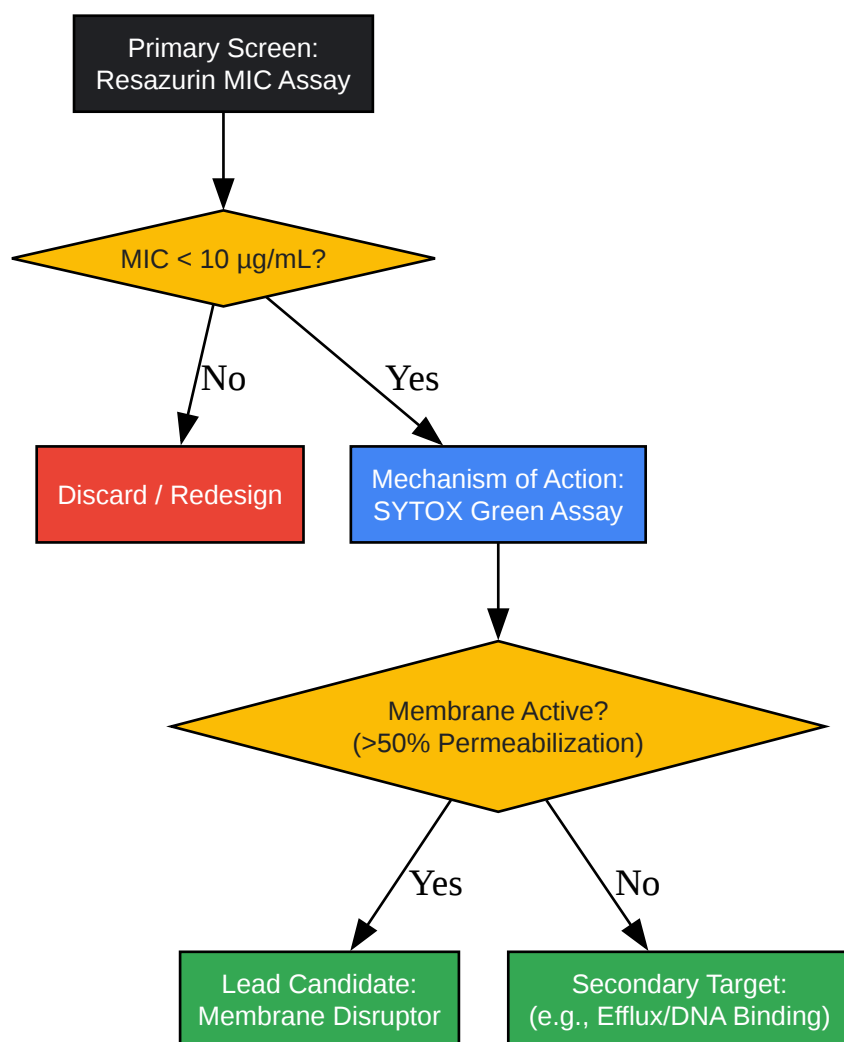 Primary Screen:
Resazurin MIC Assay
MIC < 10 µg/mL?
No
Yes
Discard / Redesign
Mechanism of Action:
SYTOX Green Assay
Membrane Active?
(>50% Permeabilization)
Yes
No
Lead Candidate:
Membrane Disruptor
Secondary Target:
(e.g., Efflux/DNA Binding)